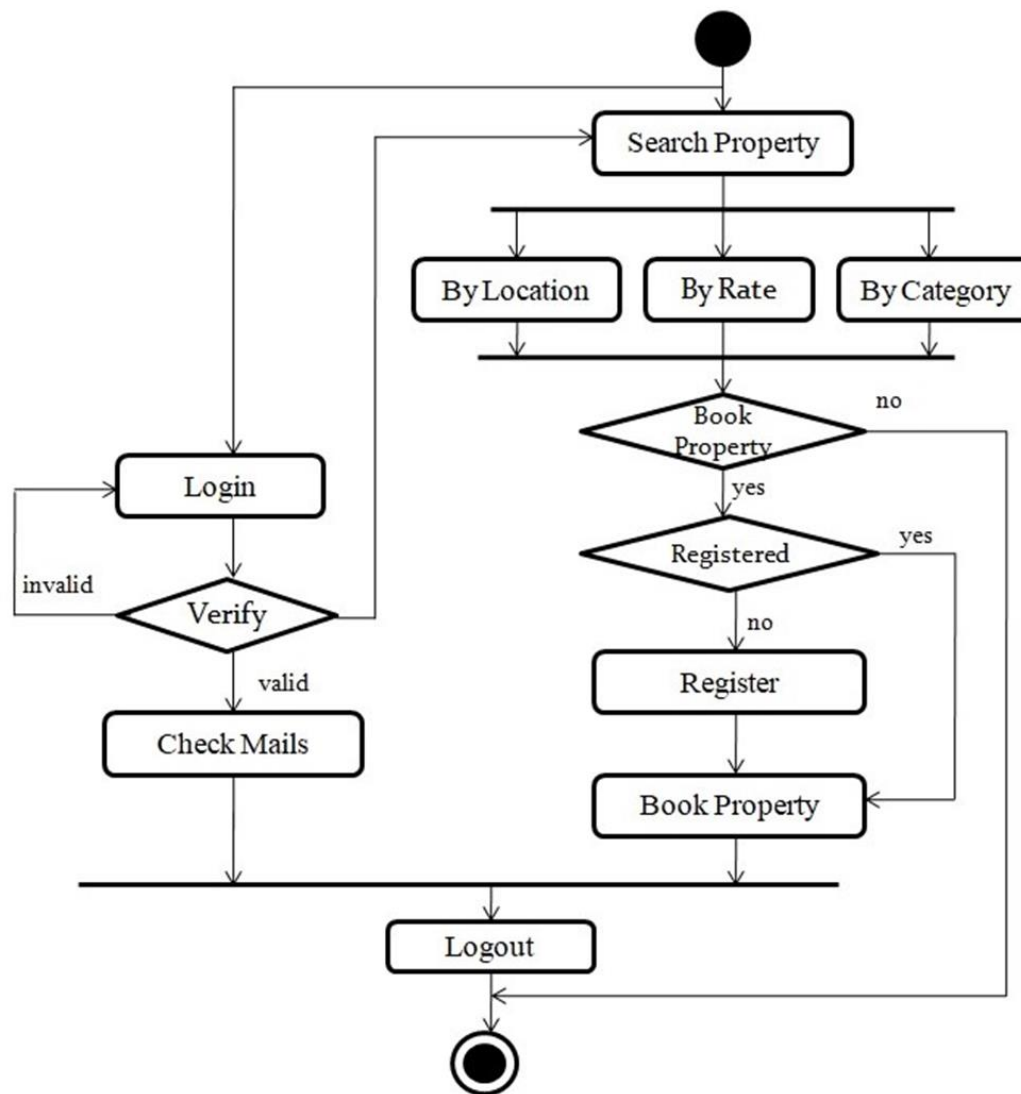 Search Property
By Location
By Rate
By Category
Book
Property
no
yes
Login
Registered
yes
invalid
Verify
no
valid
Register
Check Mails
Book Property
Logout